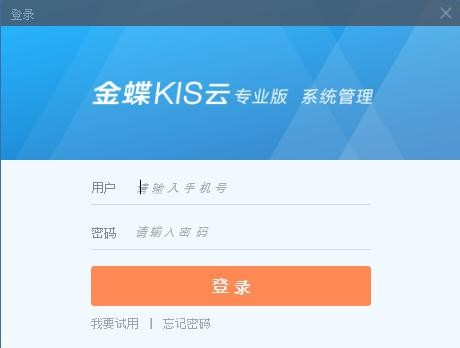 登录
金蝶KIS云 专业版 系统管理
用户 请输入手机号
密码 请输入密码
登录
我要试用 | 忘记密码